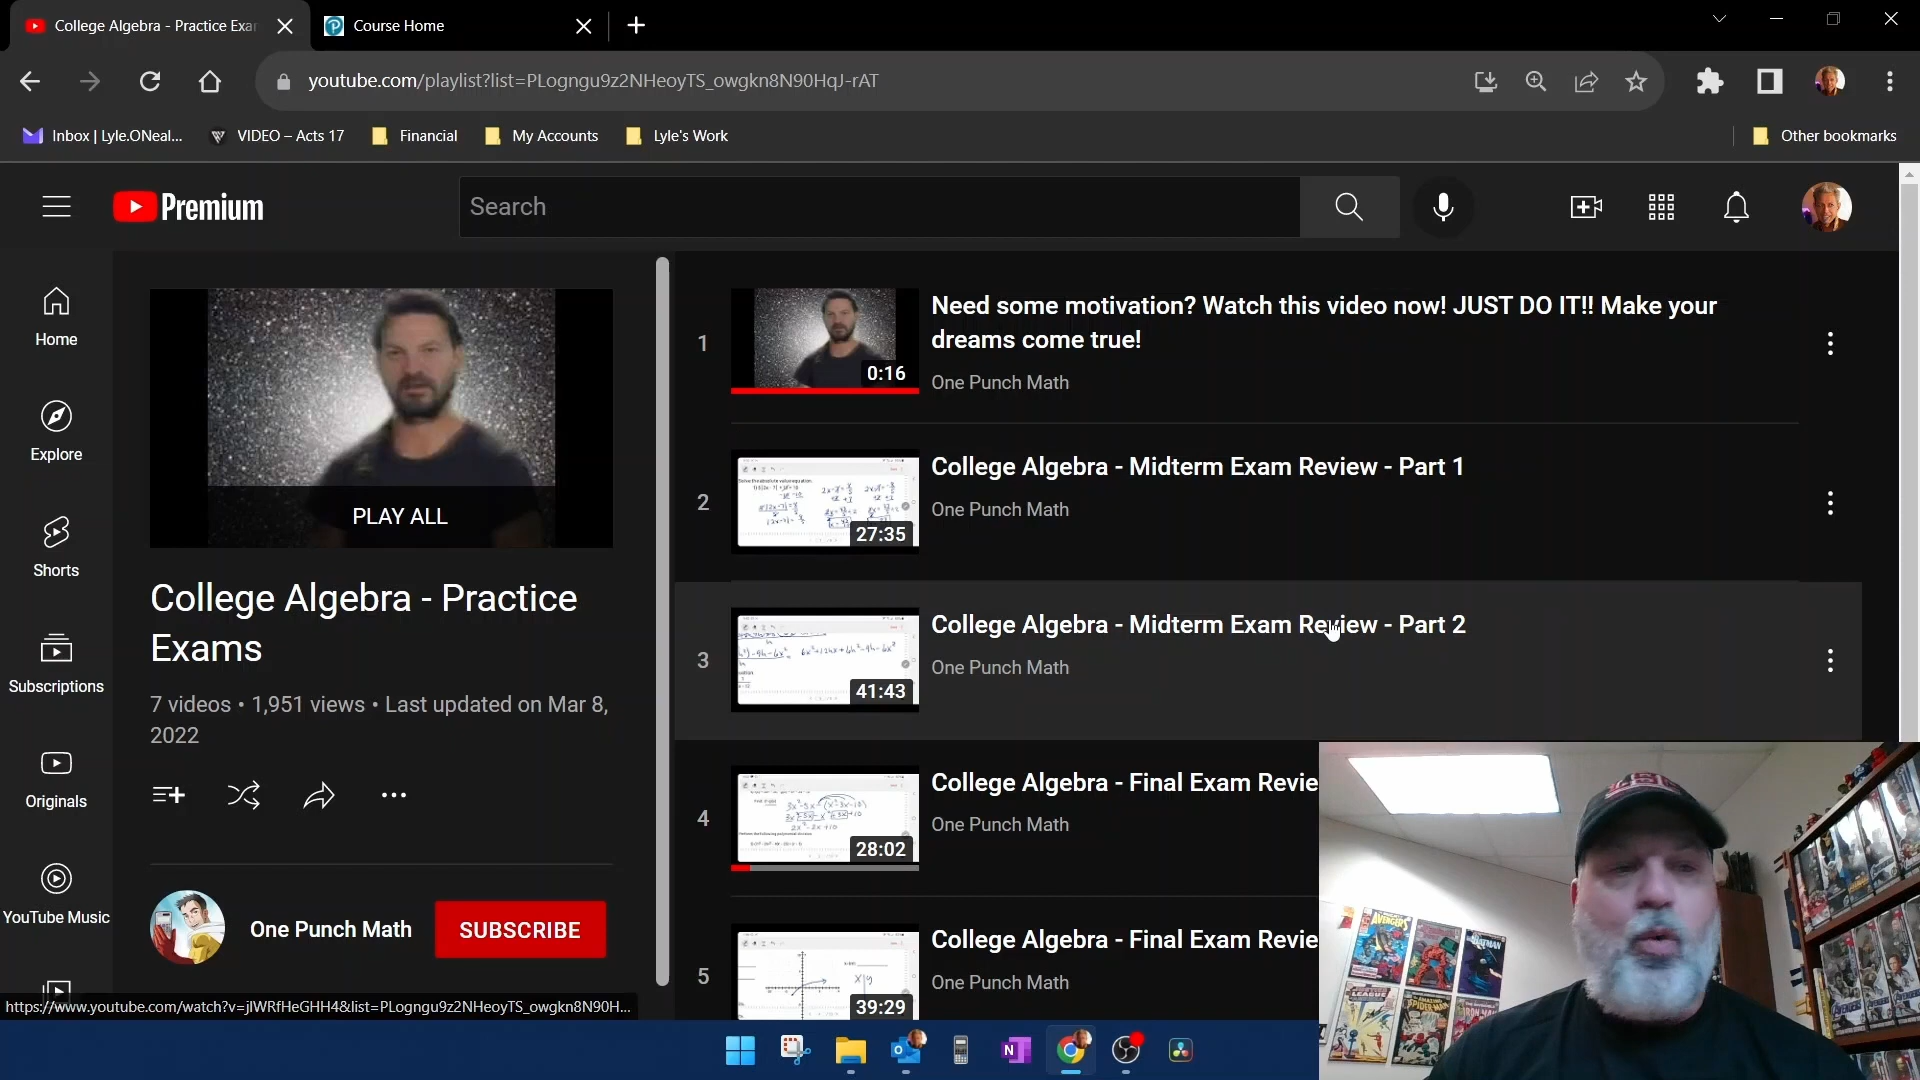 College Algebra - Practice Exar
Course Home
youtube.com/playlist?list=PLogngu9z2NHeoyTS_owgkn8N90HqJ-rAT
Inbox | Lyle.ONeal...
VIDEO – Acts 17
Financial
My Accounts
Lyle's Work
Other bookmarks
Premium
Search
Home
Explore
Shorts
Subscriptions
Originals
YouTube Music
PLAY ALL
College Algebra - Practice
Exams
7 videos • 1,951 views • Last updated on Mar 8,
2022
One Punch Math
SUBSCRIBE
1
0:16
Need some motivation? Watch this video now! JUST DO IT!! Make your
dreams come true!
One Punch Math
2
27:35
College Algebra - Midterm Exam Review - Part 1
One Punch Math
3
41:43
College Algebra - Midterm Exam Review - Part 2
One Punch Math
4
28:02
College Algebra - Final Exam Revie
One Punch Math
5
39:29
College Algebra - Final Exam Revie
One Punch Math
https://www.youtube.com/watch?v=jlWRfHeGHH4&list=PLogngu9z2NHeoyTS_owgkn8N90H...
AVENGERS
BATMAN